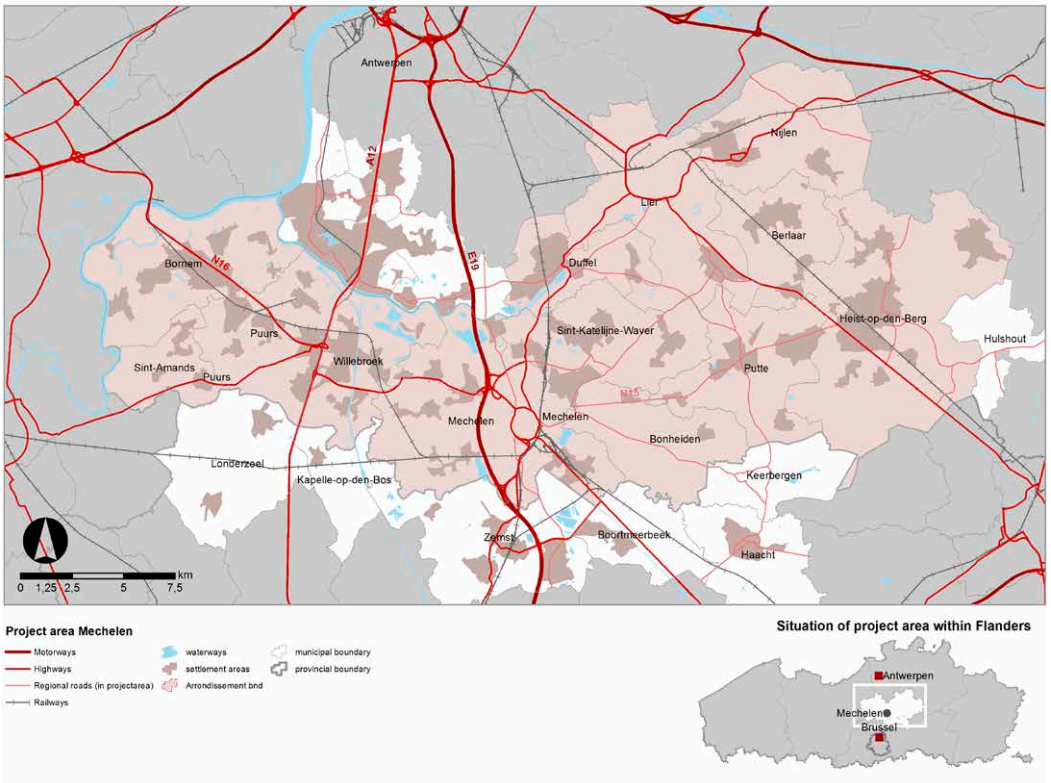 Antwerpen
Nijlen
A12
Lier
Berlaar
E19
Bornem
N16
Duffel
Heist-op-den-Berg
Sint-Katelijne-Waver
Puurs
Hulshout
Willebroek
Sint-Amands
Putte
Puurs
N15
Mechelen
Mechelen
Bonheiden
Londerzeel
Kapelle-op-den-Bos
Keerbergen
Zemst
Boortmeerbeek
Haacht
km
0 1,25 2,5 5 7,5
Project area Mechelen
Motorways
Highways
Regional roads (in projectarea)
Railways
waterways
settlement areas
Arrondissement bnd
municipal boundary
provincial boundary
Situation of project area within Flanders
Antwerpen
Mechelen
Brussel